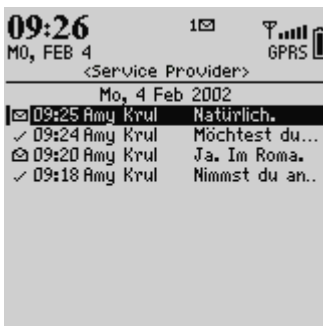 09:26 1
MO, FEB 4 GPRS
<Service Provider>
Mo, 4 Feb 2002
09:25 Amy Krul Natürlich.
09:24 Amy Krul Möchtest du...
09:20 Amy Krul Ja. Im Roma.
09:18 Amy Krul Nimmst du an..